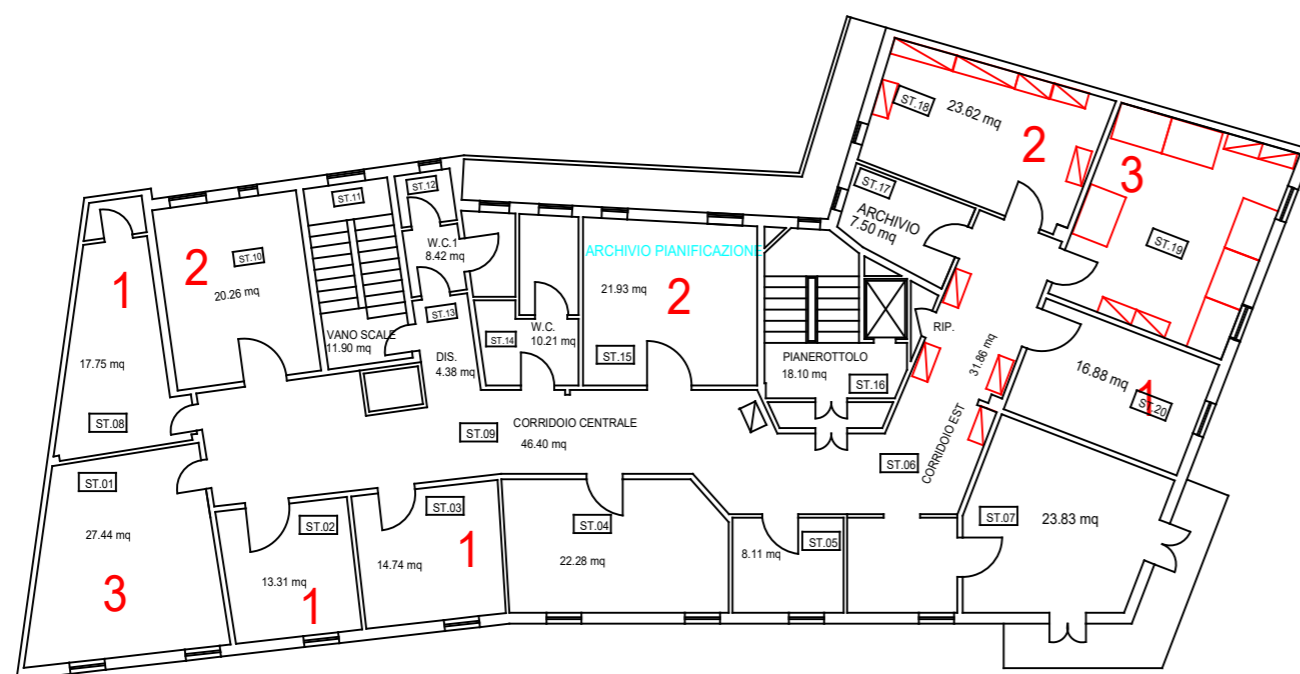 ST.18
23.62 mq
2
3
ST.17
ARCHIVIO
7.50 mq
ST.19
ST.12
ST.11
W.C.1
8.42 mq
ST.10
20.26 mq
2
1
17.75 mq
ST.08
VANO SCALE
11.90 mq
ST.13
DIS.
4.38 mq
ST.14
W.C.
10.21 mq
ARCHIVIO PIANIFICAZIONE
21.93 mq
2
ST.15
PIANEROTTOLO
18.10 mq
ST.16
RIP.
31.86 mq
CORRIDOIO EST
ST.06
16.88 mq
1
ST.20
ST.09
CORRIDOIO CENTRALE
46.40 mq
ST.01
27.44 mq
3
ST.02
13.31 mq
1
ST.03
14.74 mq
1
ST.04
22.28 mq
8.11 mq
ST.05
ST.07
23.83 mq